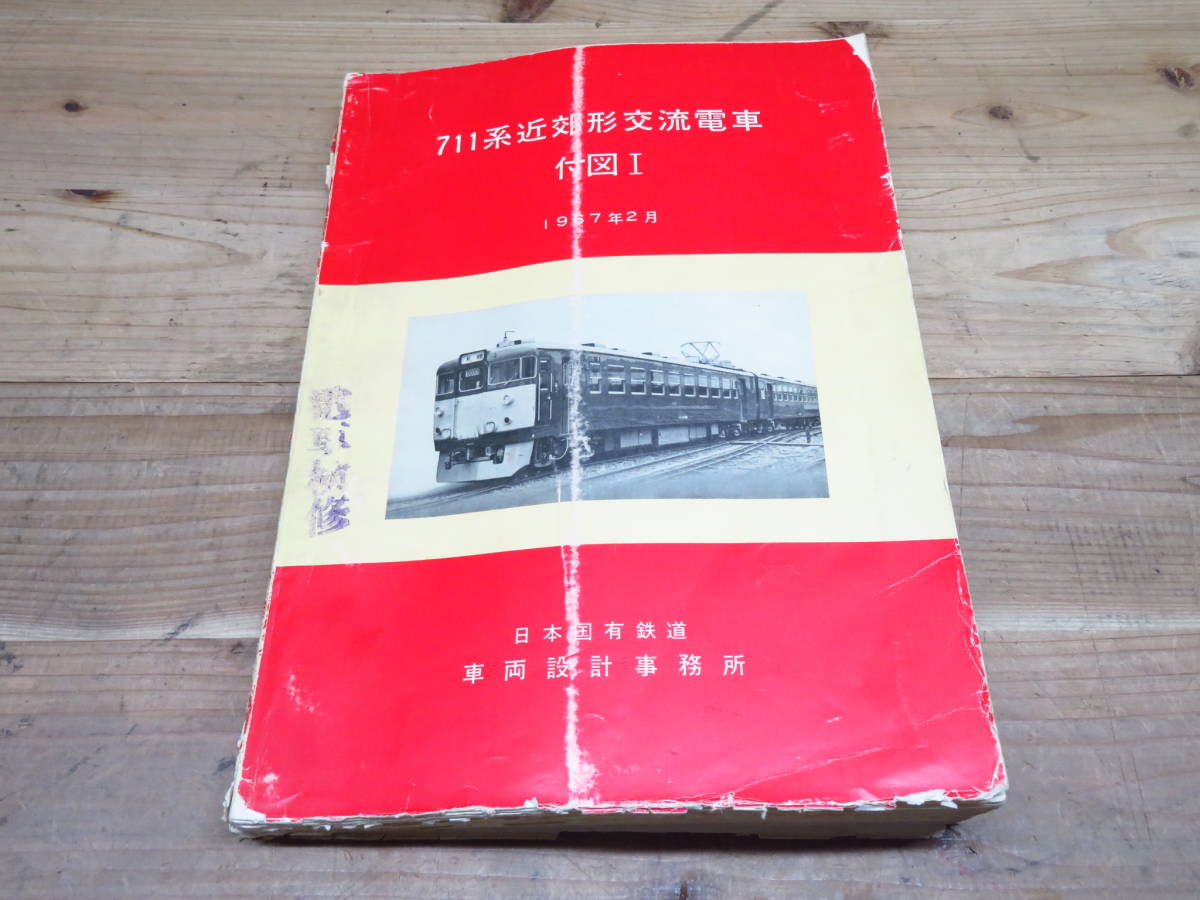 711系近郊形交流電車
付図 I
1967年2月
日本国有鉄道
車両設計事務所